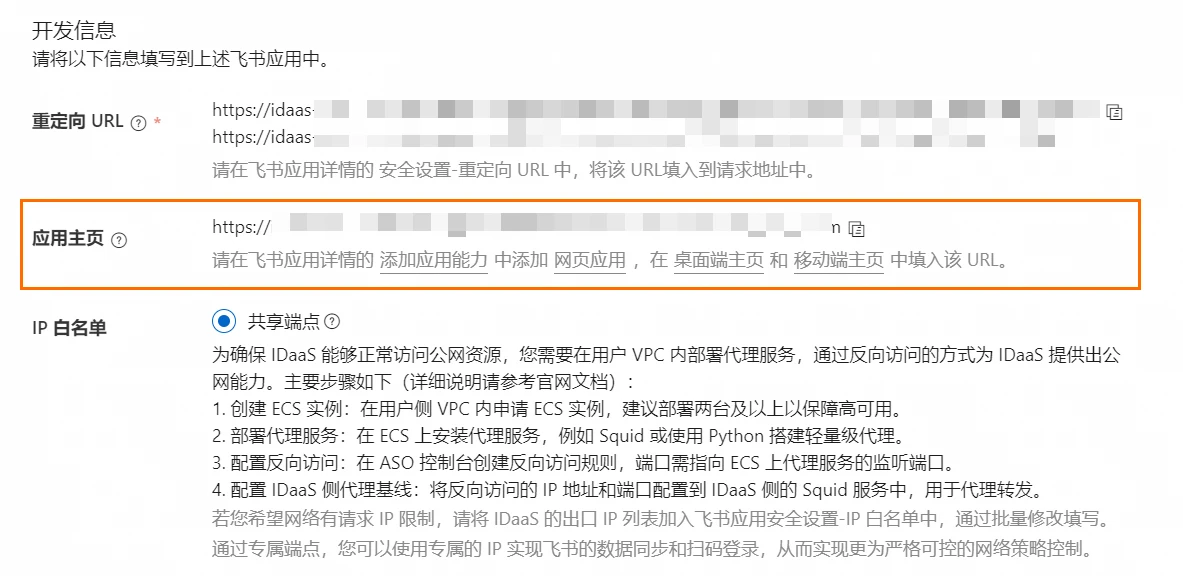 开发信息
请将以下信息填写到上述飞书应用中。
重定向 URL *
https://idaas-
https://idaas-
请在飞书应用详情的 安全设置-重定向 URL 中，将该 URL填入到请求地址中。
应用主页
https://
请在飞书应用详情的 添加应用能力 中添加 网页应用 ，在 桌面端主页 和 移动端主页 中填入该 URL。
IP 白名单
共享端点
为确保 IDaaS 能够正常访问公网资源，您需要在用户 VPC 内部署代理服务，通过反向访问的方式为 IDaaS 提供出公
网能力。主要步骤如下（详细说明请参考官网文档）：
1. 创建 ECS 实例：在用户侧 VPC 内申请 ECS 实例，建议部署两台及以上以保障高可用。
2. 部署代理服务：在 ECS 上安装代理服务，例如 Squid 或使用 Python 搭建轻量级代理。
3. 配置反向访问：在 ASO 控制台创建反向访问规则，端口需指向 ECS 上代理服务的监听端口。
4. 配置 IDaaS 侧代理基线：将反向访问的 IP 地址和端口配置到 IDaaS 侧的 Squid 服务中，用于代理转发。
若您希望网络有请求 IP 限制，请将 IDaaS 的出口 IP 列表加入飞书应用安全设置-IP 白名单中，通过批量修改填写。
通过专属端点，您可以使用专属的 IP 实现飞书的数据同步和扫码登录，从而实现更为严格可控的网络策略控制。